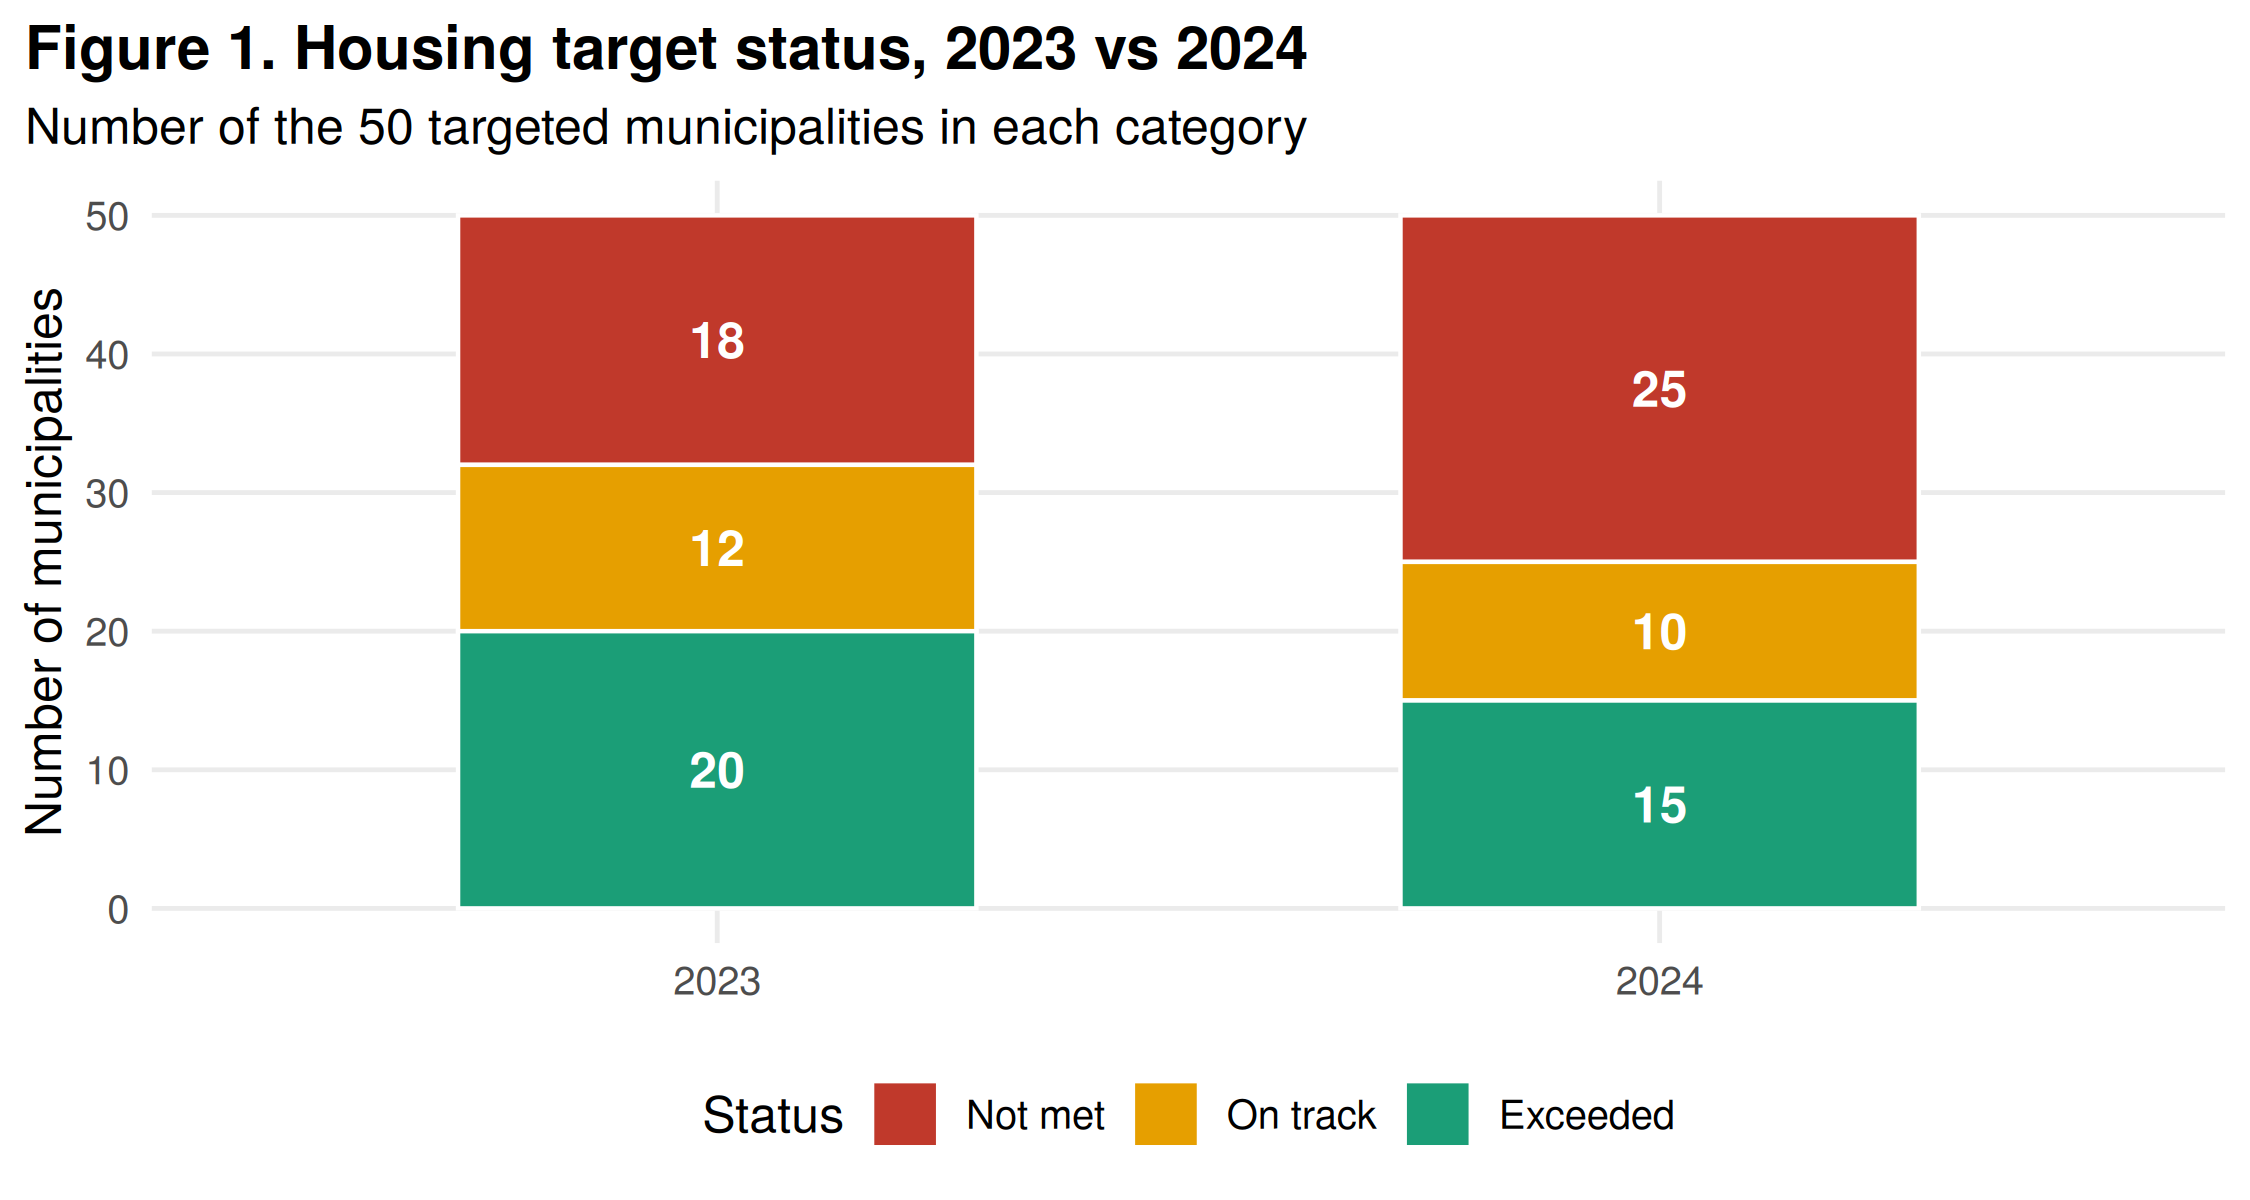 Figure 1. Housing target status, 2023 vs 2024
Number of the 50 targeted municipalities in each category
Number of municipalities
50
40
30
20
10
0
18
12
20
25
10
15
2023
2024
Status
Not met
On track
Exceeded